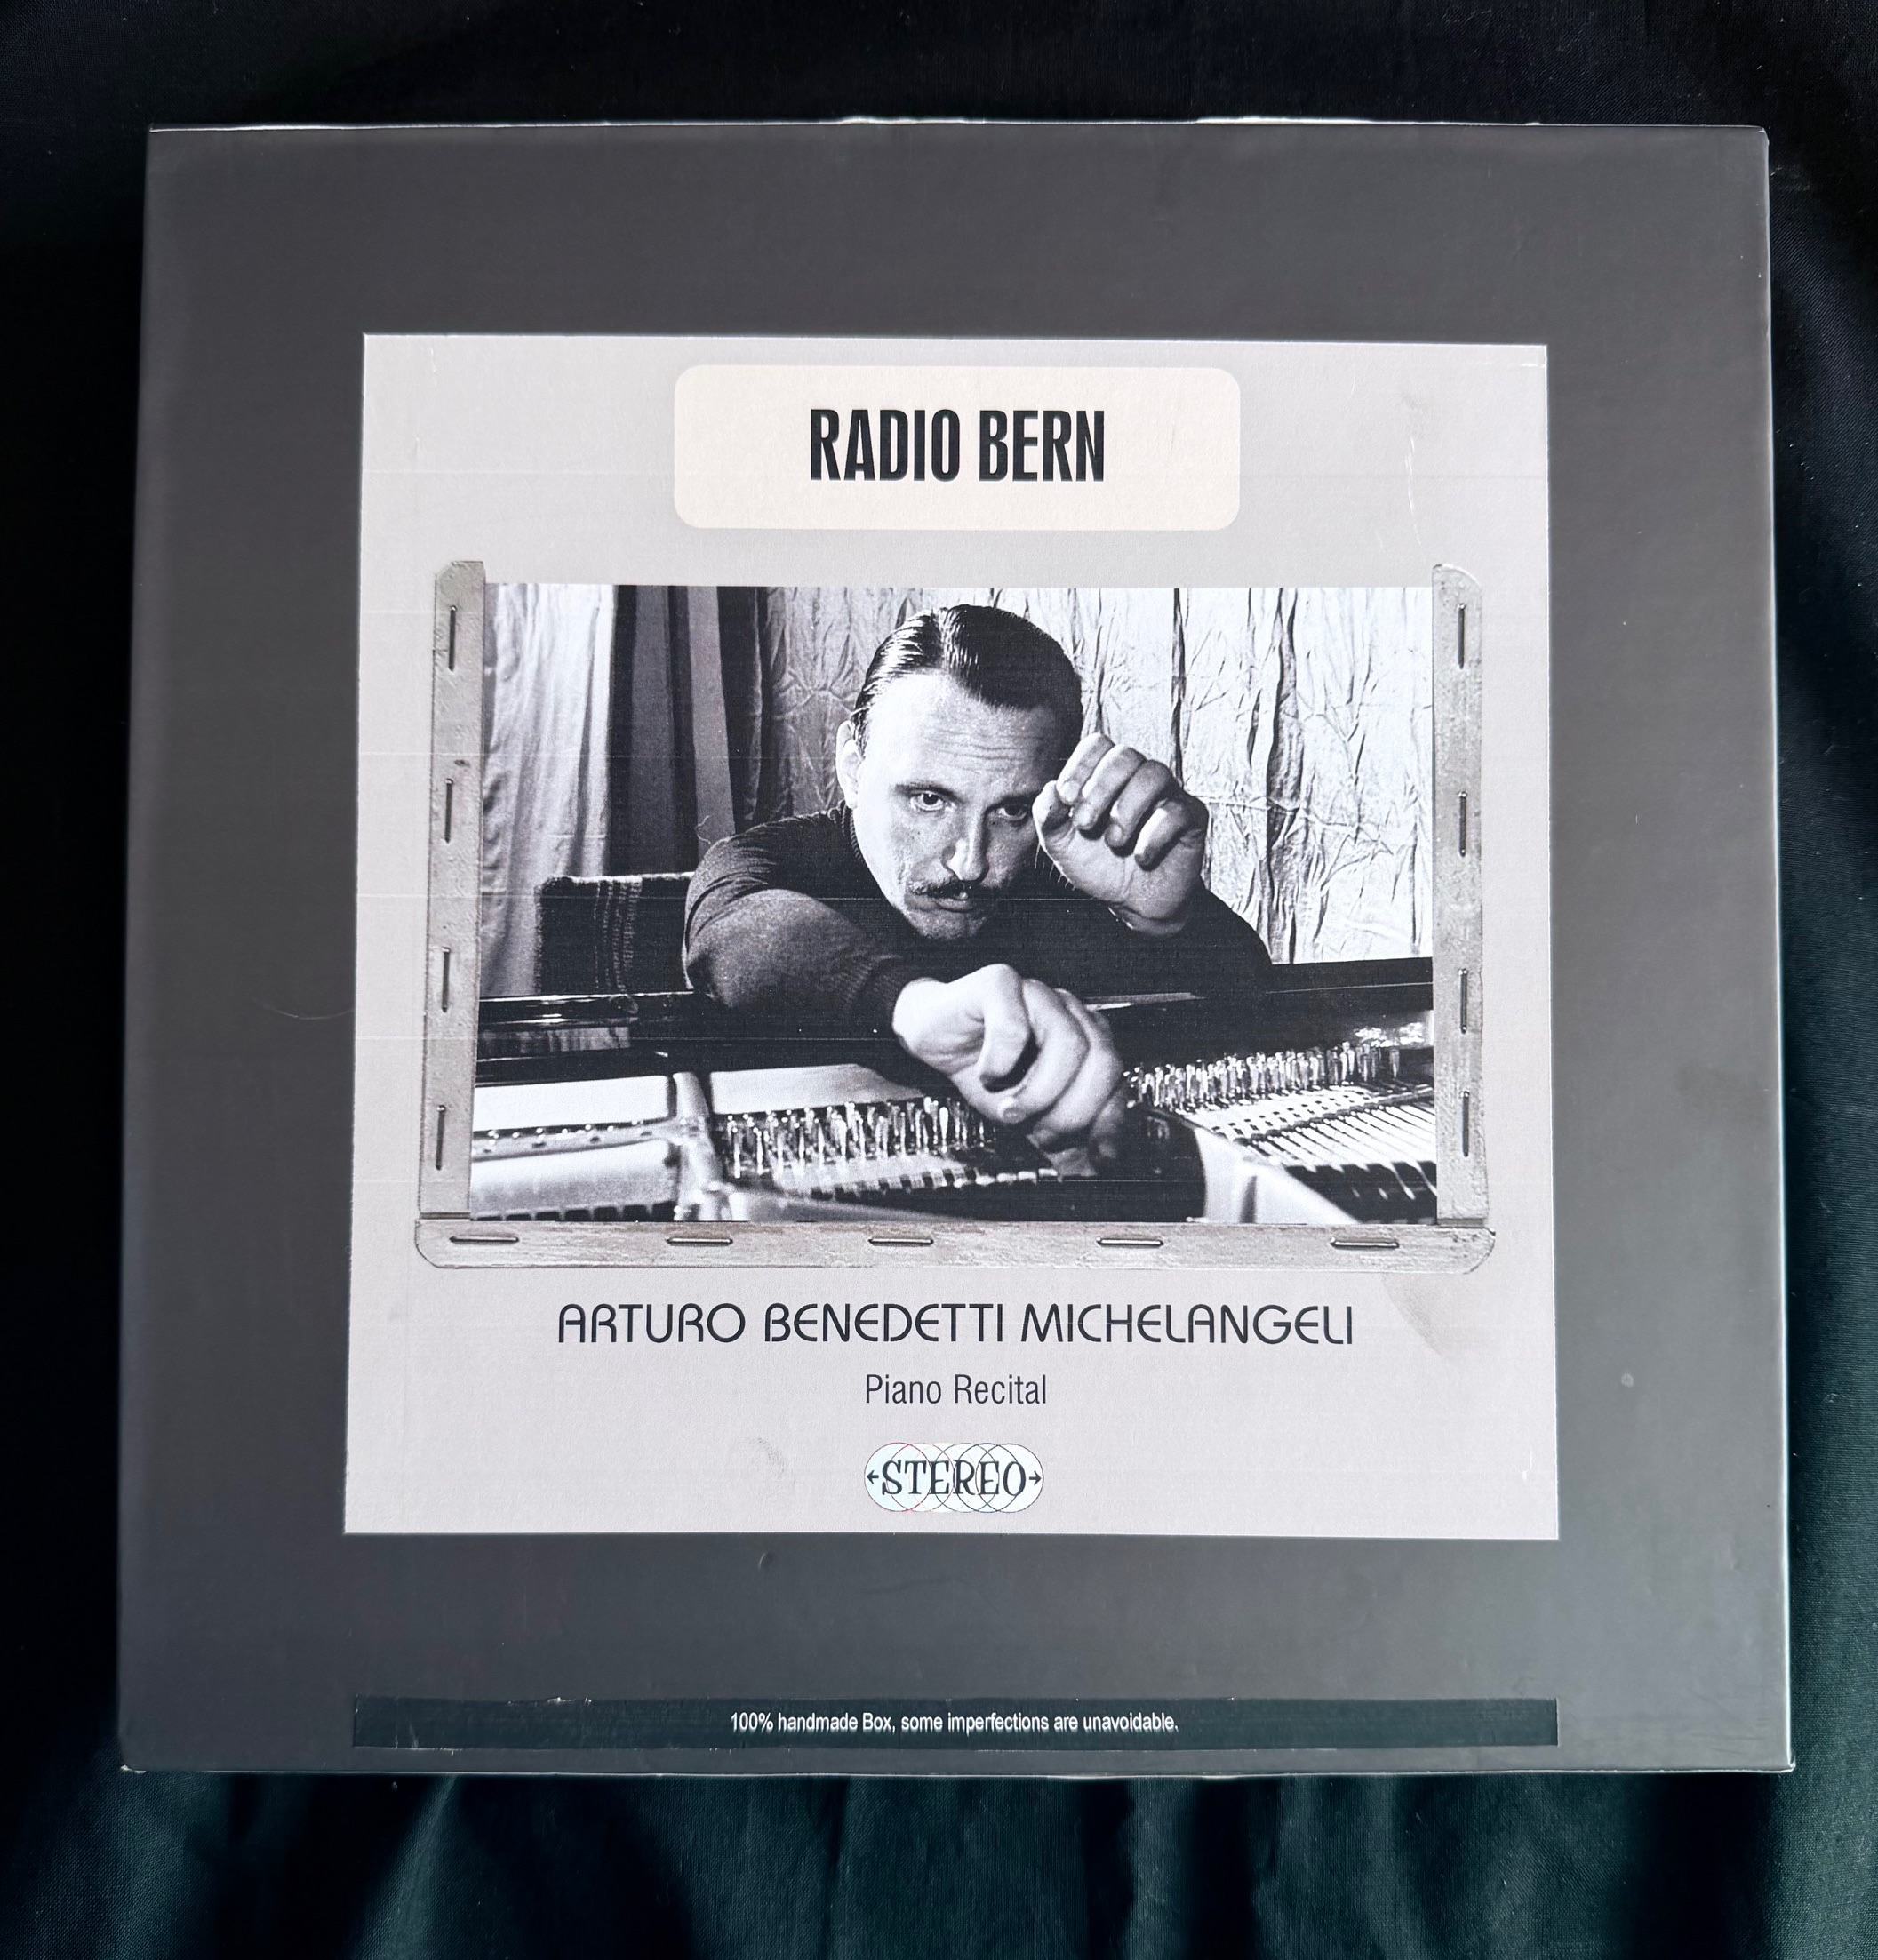 RADIO BERN
ARTURO BENEDETTI MICHELANGELI
Piano Recital
←STEREO→
100% handmade Box, some imperfections are unavoidable.